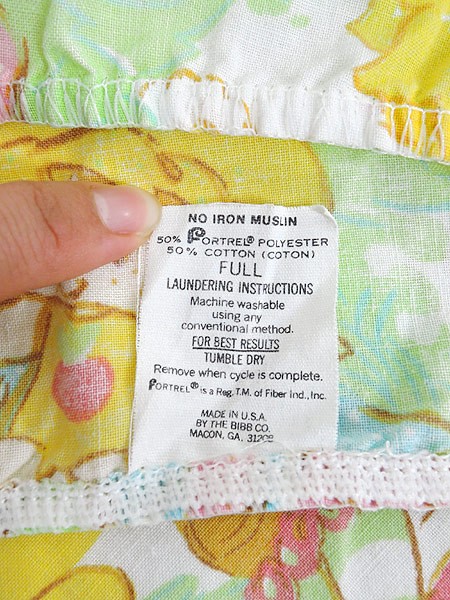 NO IRON MUSLIN
50% FORTREL® POLYESTER
50% COTTON (COTON)
FULL
LAUNDERING INSTRUCTIONS
Machine washable
using any
conventional method.
FOR BEST RESULTS
TUMBLE DRY
Remove when cycle is complete.
FORTREL® is a Reg. T.M. of Fiber Ind., Inc.
MADE IN U.S.A.
BY THE BIBB CO.
MACON, GA. 31208